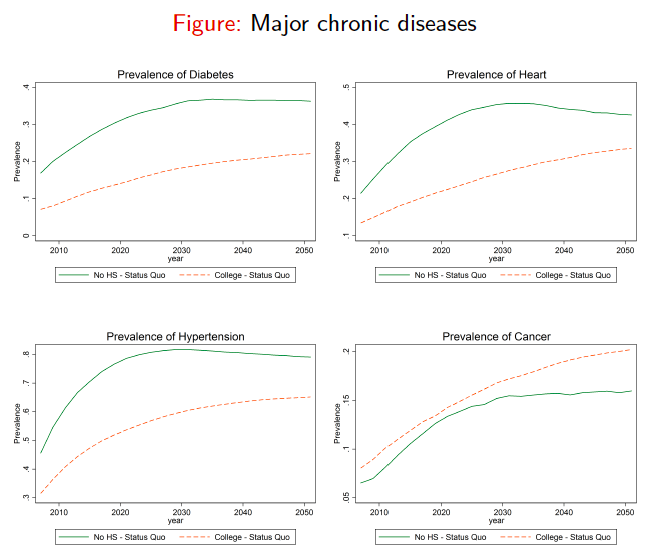 Figure: Major chronic diseases
Prevalence of Diabetes
Prevalence
.4
.3
.2
.1
0
2010 2020 2030 2040 2050
year
No HS - Status Quo College - Status Quo
Prevalence of Heart
Prevalence
.5
.4
.3
.2
.1
2010 2020 2030 2040 2050
year
No HS - Status Quo College - Status Quo
Prevalence of Hypertension
Prevalence
.8
.7
.6
.5
.4
.3
2010 2020 2030 2040 2050
year
No HS - Status Quo College - Status Quo
Prevalence of Cancer
Prevalence
.2
.15
.1
.05
2010 2020 2030 2040 2050
year
No HS - Status Quo College - Status Quo